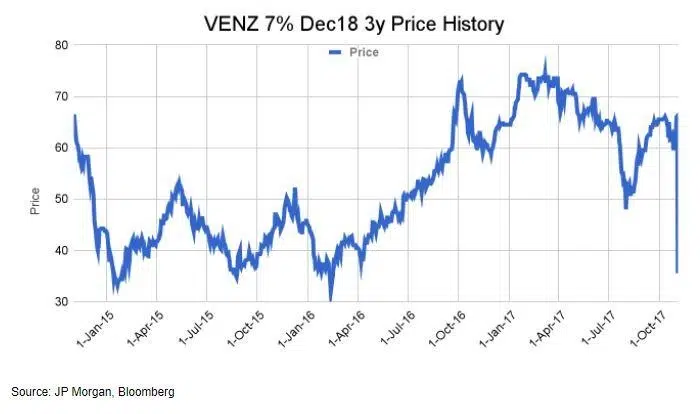 VENZ 7% Dec18 3y Price History
Price
80
70
60
50
40
30
Price
1-Jan-15
1-Apr-15
1-Jul-15
1-Oct-15
1-Jan-16
1-Apr-16
1-Jul-16
1-Oct-16
1-Jan-17
1-Apr-17
1-Jul-17
1-Oct-17
Source: JP Morgan, Bloomberg